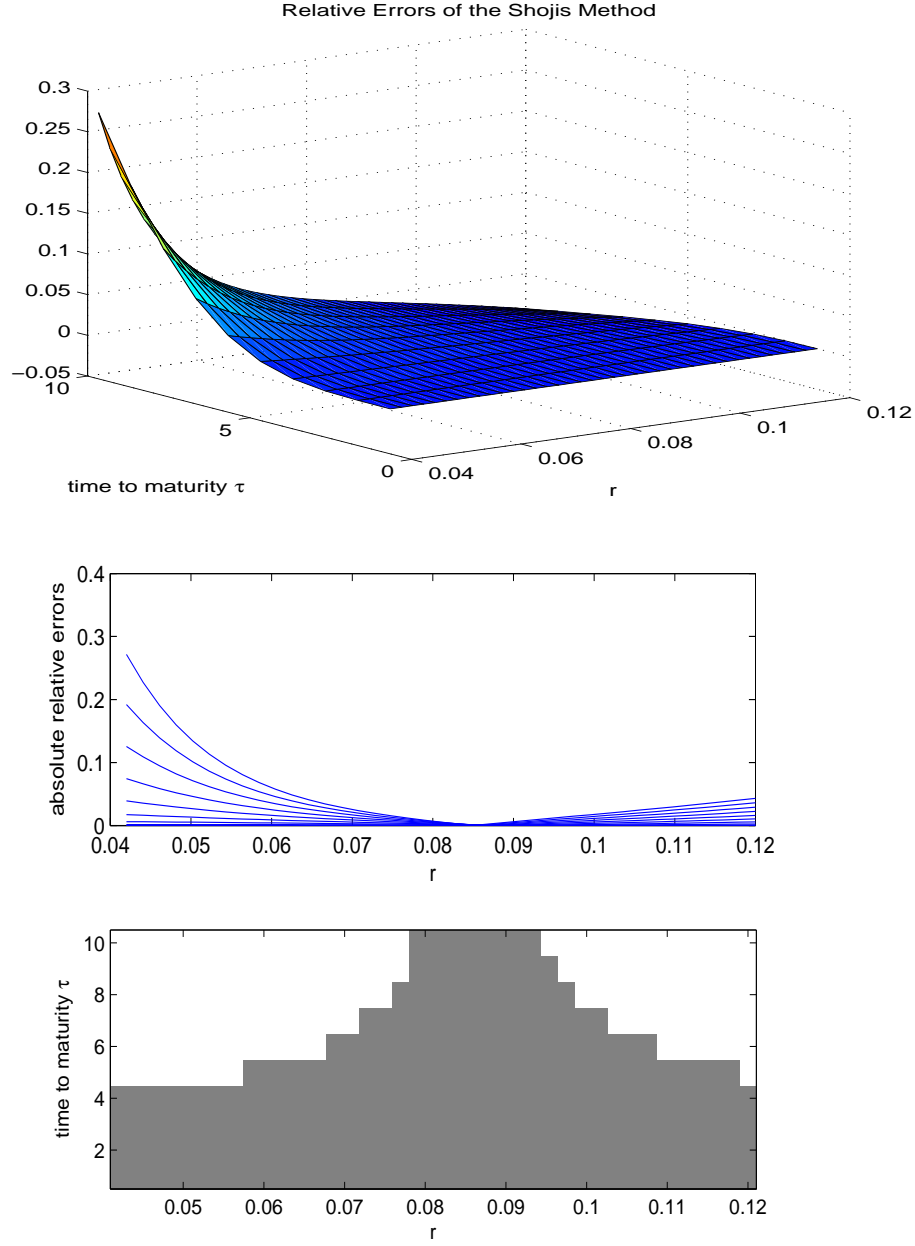 Relative Errors of the Shojis Method
0.3
0.25
0.2
0.15
0.1
0.05
0
−0.05
10
5
0
0.04
0.06
0.08
0.1
0.12
time to maturity τ
r
0.4
0.3
0.2
0.1
0
absolute relative errors
0.04 0.05 0.06 0.07 0.08 0.09 0.1 0.11 0.12
r
10
8
6
4
2
time to maturity τ
0.05 0.06 0.07 0.08 0.09 0.1 0.11 0.12
r